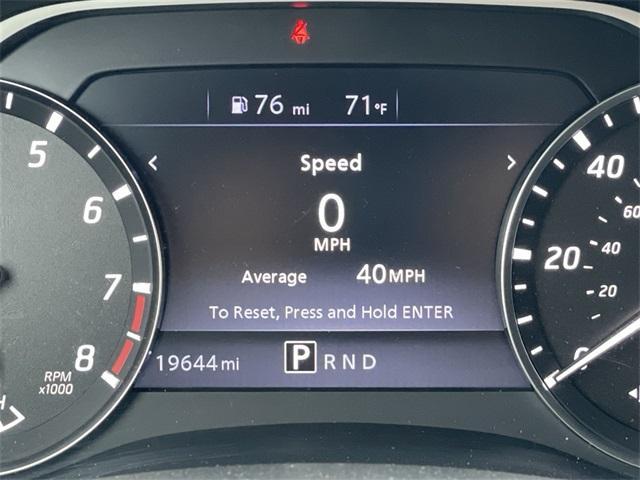 76 mi 71°F
Speed
0
MPH
Average 40 MPH
To Reset, Press and Hold ENTER
19644 mi P R N D
5
6
7
8
RPM
x1000
H
40
60
20
40
20
0